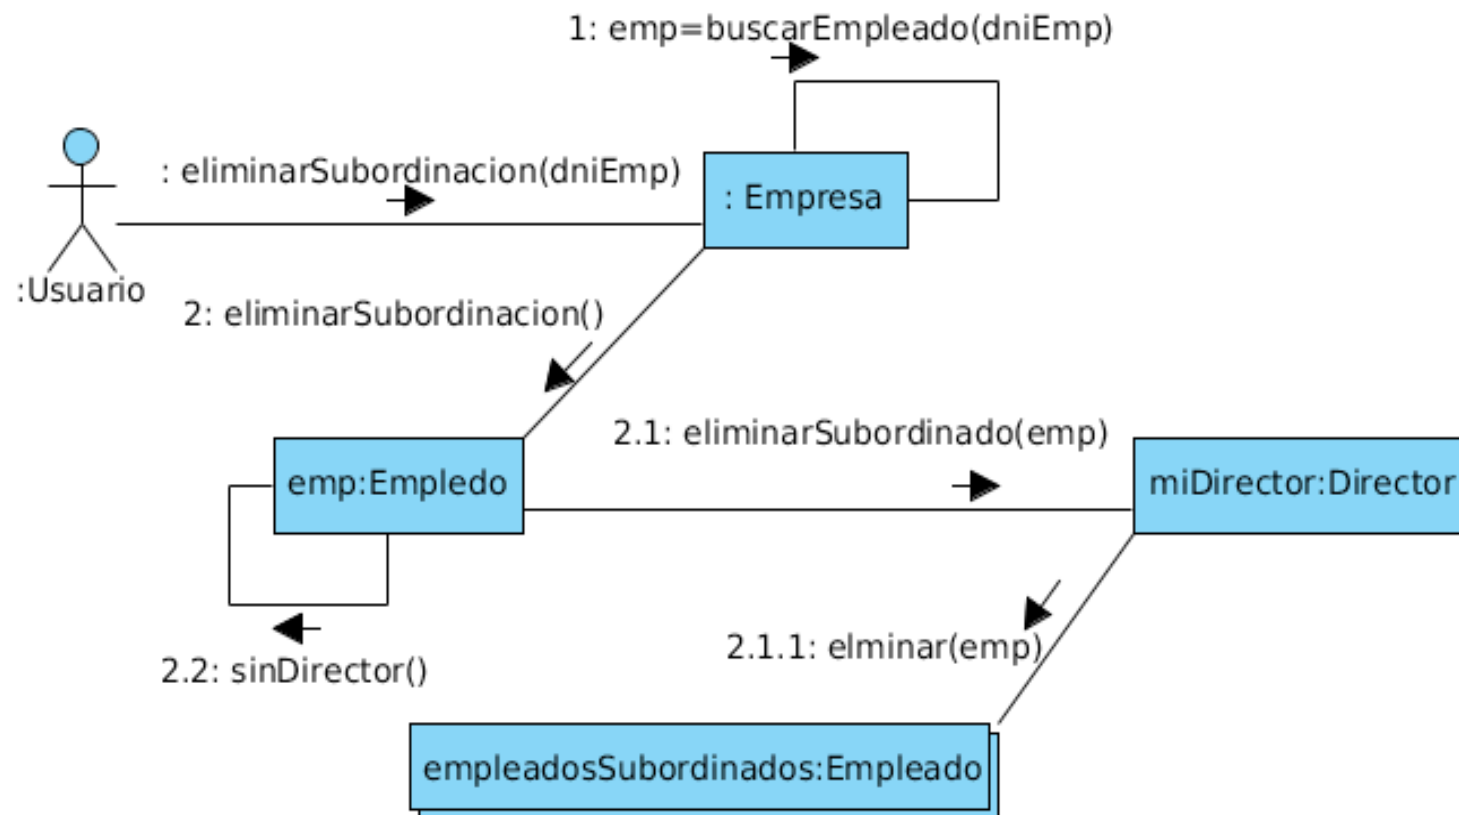 1: emp=buscarEmpleado(dniEmp)
: eliminarSubordinacion(dniEmp)
: Empresa
:Usuario
2: eliminarSubordinacion()
2.1: eliminarSubordinado(emp)
emp:Empledo
miDirector:Director
2.1.1: elminar(emp)
2.2: sinDirector()
empleadosSubordinados:Empleado